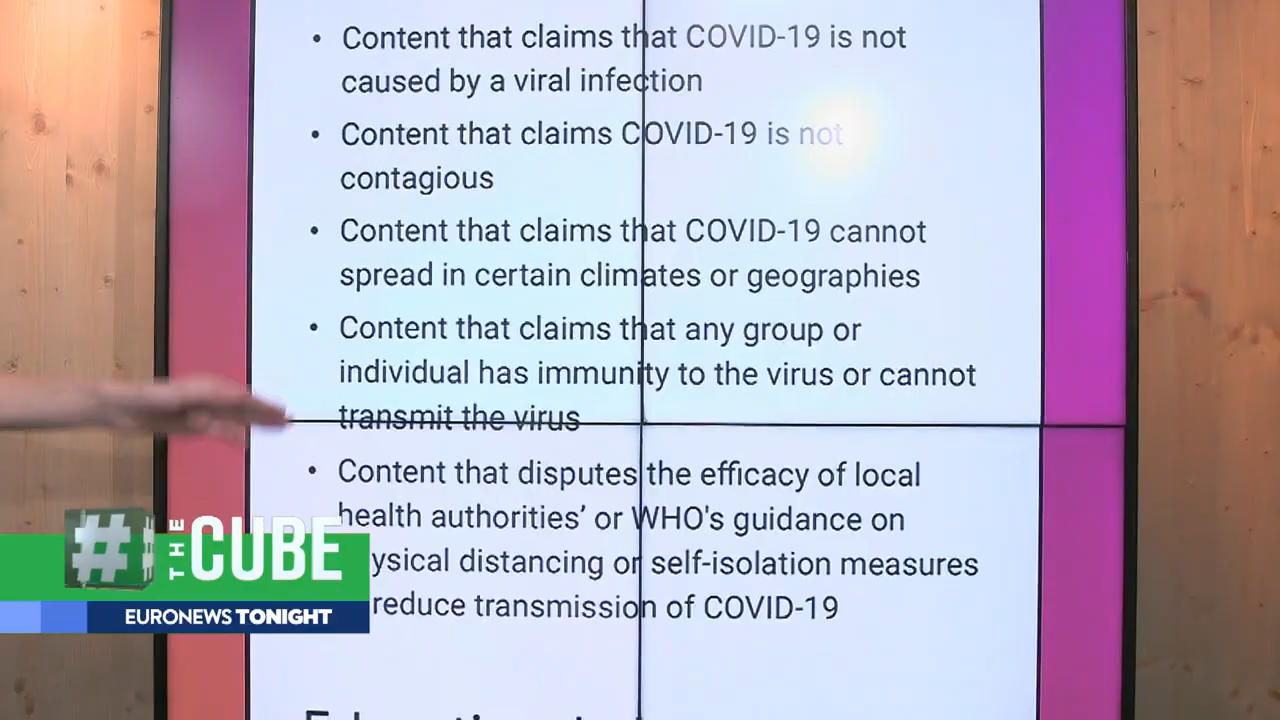 • Content that claims that COVID-19 is not
caused by a viral infection
• Content that claims COVID-19 is not
contagious
• Content that claims that COVID-19 cannot
spread in certain climates or geographies
• Content that claims that any group or
individual has immunity to the virus or cannot
transmit the virus
• Content that disputes the efficacy of local
health authorities’ or WHO's guidance on
ysical distancing or self-isolation measures
reduce transmission of COVID-19
# THE CUBE
EURONEWS TONIGHT